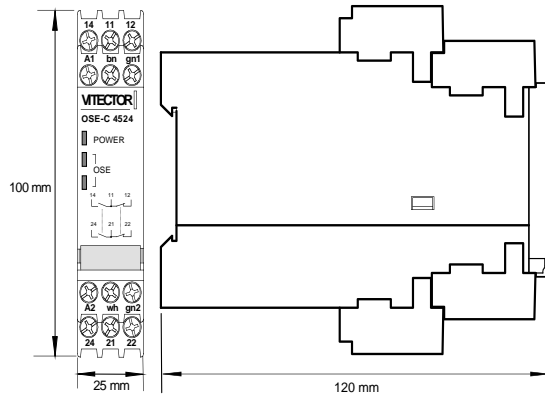 14 11 12
A1 bn gn1
VITECTOR
OSE-C 4524
POWER
OSE
14 11 12
24 21 22
100 mm
A2 wh gn2
24 21 22
25 mm
120 mm